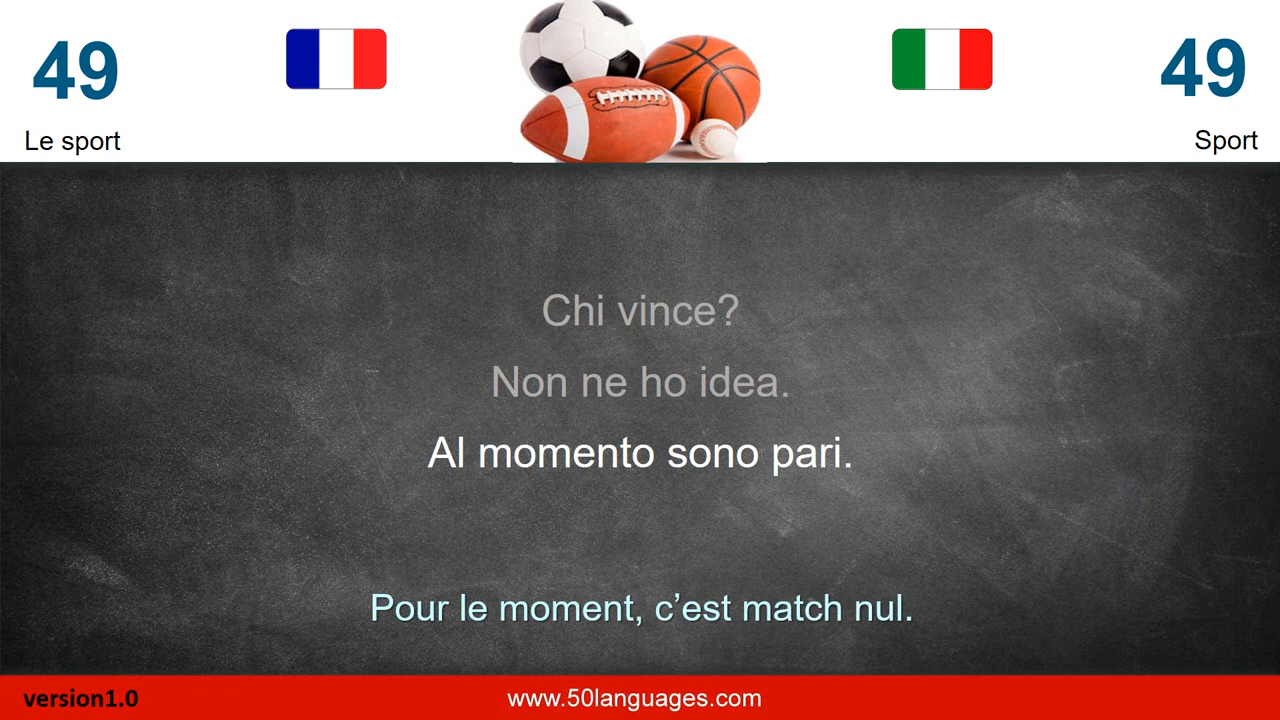 49
Le sport
49
Sport
Chi vince?
Non ne ho idea.
Al momento sono pari.
Pour le moment, c’est match nul.
version1.0
www.50languages.com